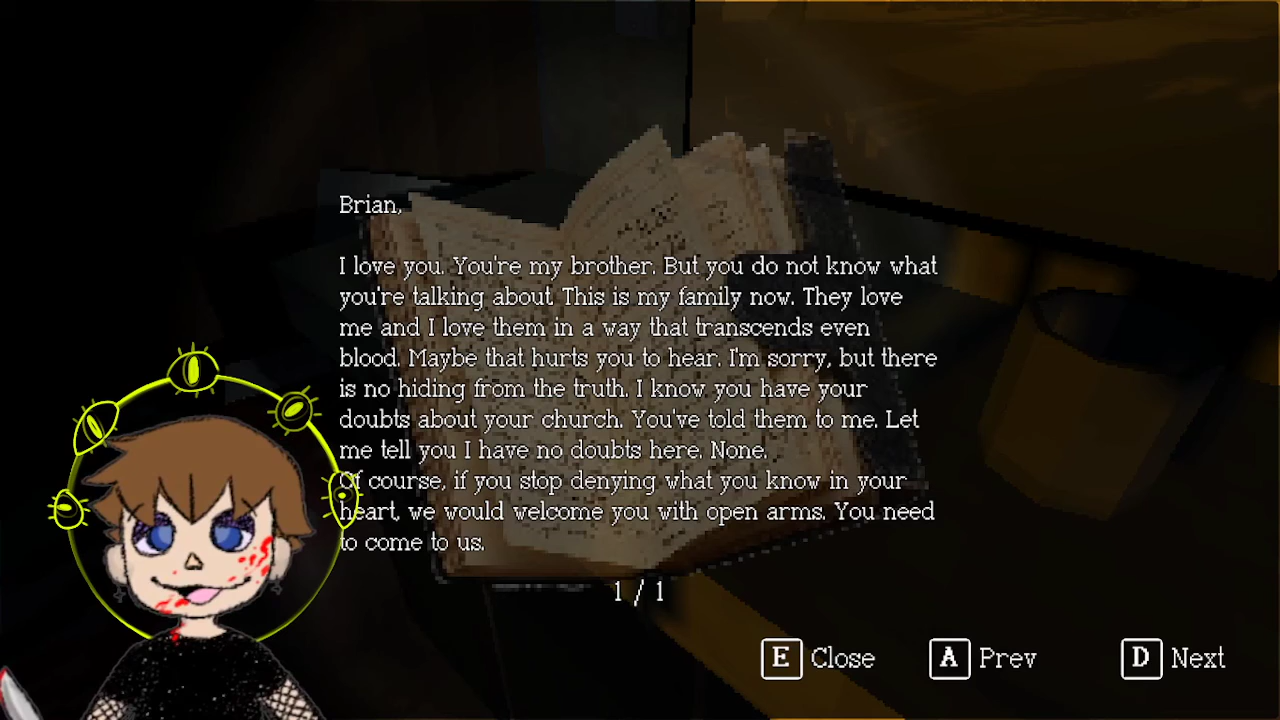 Brian,
I love you. You're my brother. But you do not know what
you're talking about. This is my family now. They love
me and I love them in a way that transcends even
blood. Maybe that hurts you to hear. I'm sorry, but there
is no hiding from the truth. I know you have your
doubts about your church. You've told them to me. Let
me tell you I have no doubts here. None.
Of course, if you stop denying what you know in your
heart, we would welcome you with open arms. You need
to come to us.
1 / 1
E Close A Prev D Next